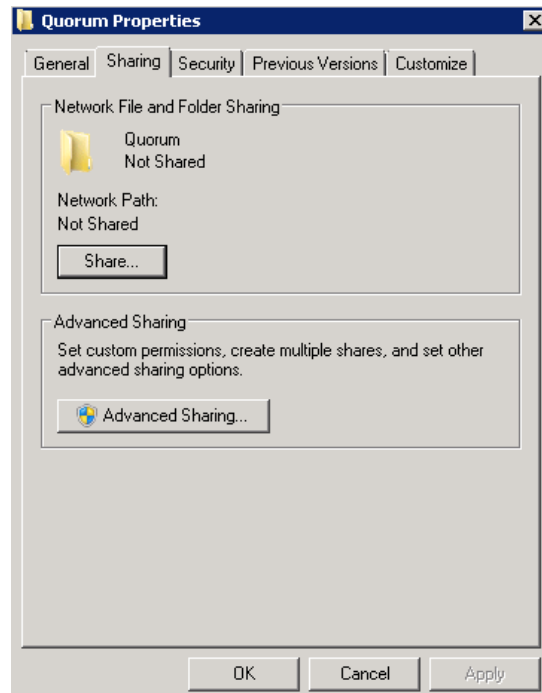 Quorum Properties
General Sharing Security Previous Versions Customize
Network File and Folder Sharing
Quorum
Not Shared
Network Path:
Not Shared
Share...
Advanced Sharing
Set custom permissions, create multiple shares, and set other
advanced sharing options.
Advanced Sharing...
OK Cancel Apply